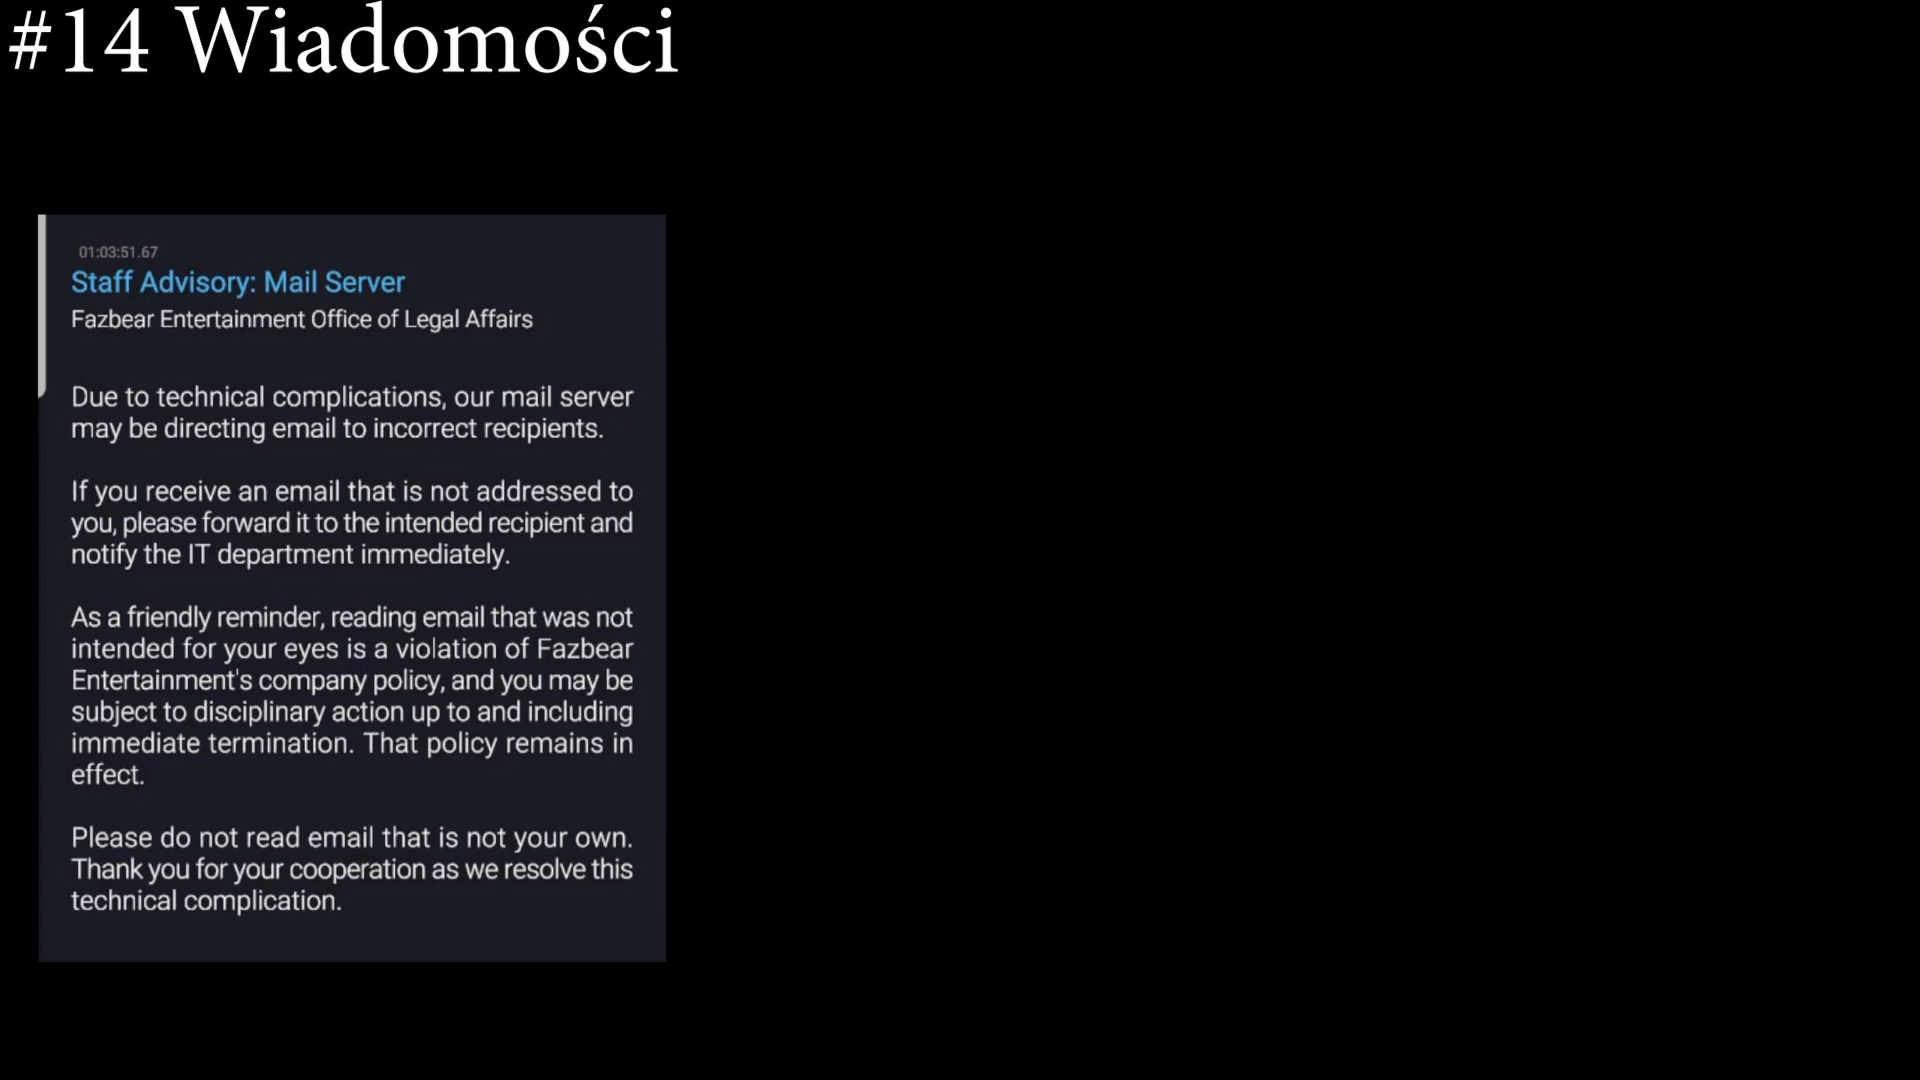 #14 Wiadomości
01:03:51.67
Staff Advisory: Mail Server
Fazbear Entertainment Office of Legal Affairs
Due to technical complications, our mail server
may be directing email to incorrect recipients.
If you receive an email that is not addressed to
you, please forward it to the intended recipient and
notify the IT department immediately.
As a friendly reminder, reading email that was not
intended for your eyes is a violation of Fazbear
Entertainment's company policy, and you may be
subject to disciplinary action up to and including
immediate termination. That policy remains in
effect.
Please do not read email that is not your own.
Thank you for your cooperation as we resolve this
technical complication.